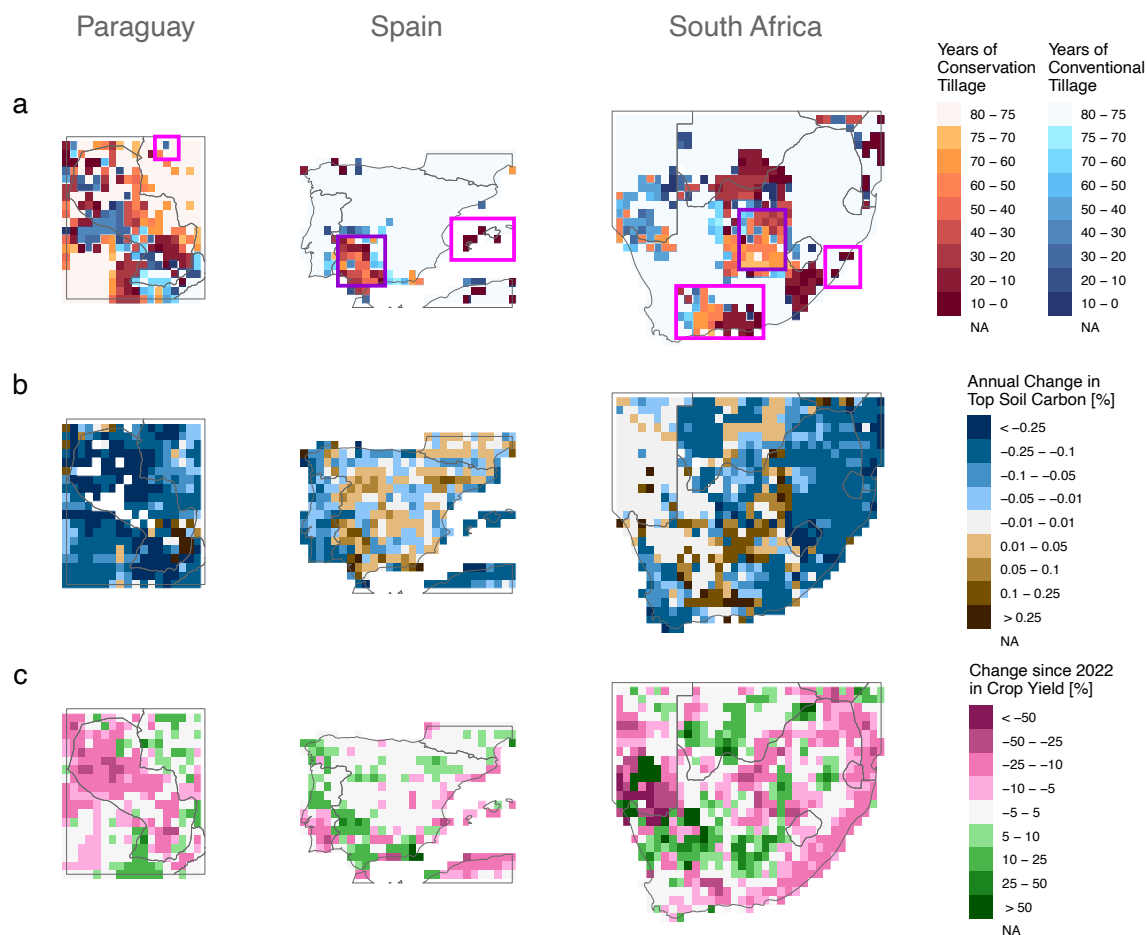 Paraguay
Spain
South Africa
Years of
Conservation
Tillage
80 – 75
75 – 70
70 – 60
60 – 50
50 – 40
40 – 30
30 – 20
20 – 10
10 – 0
NA
Years of
Conventional
Tillage
80 – 75
75 – 70
70 – 60
60 – 50
50 – 40
40 – 30
30 – 20
20 – 10
10 – 0
NA
a
b
Annual Change in
Top Soil Carbon [%]
< −0.25
−0.25 – −0.1
−0.1 – −0.05
−0.05 – −0.01
−0.01 – 0.01
0.01 – 0.05
0.05 – 0.1
0.1 – 0.25
> 0.25
NA
c
Change since 2022
in Crop Yield [%]
< −50
−50 – −25
−25 – −10
−10 – −5
−5 – 5
5 – 10
10 – 25
25 – 50
> 50
NA